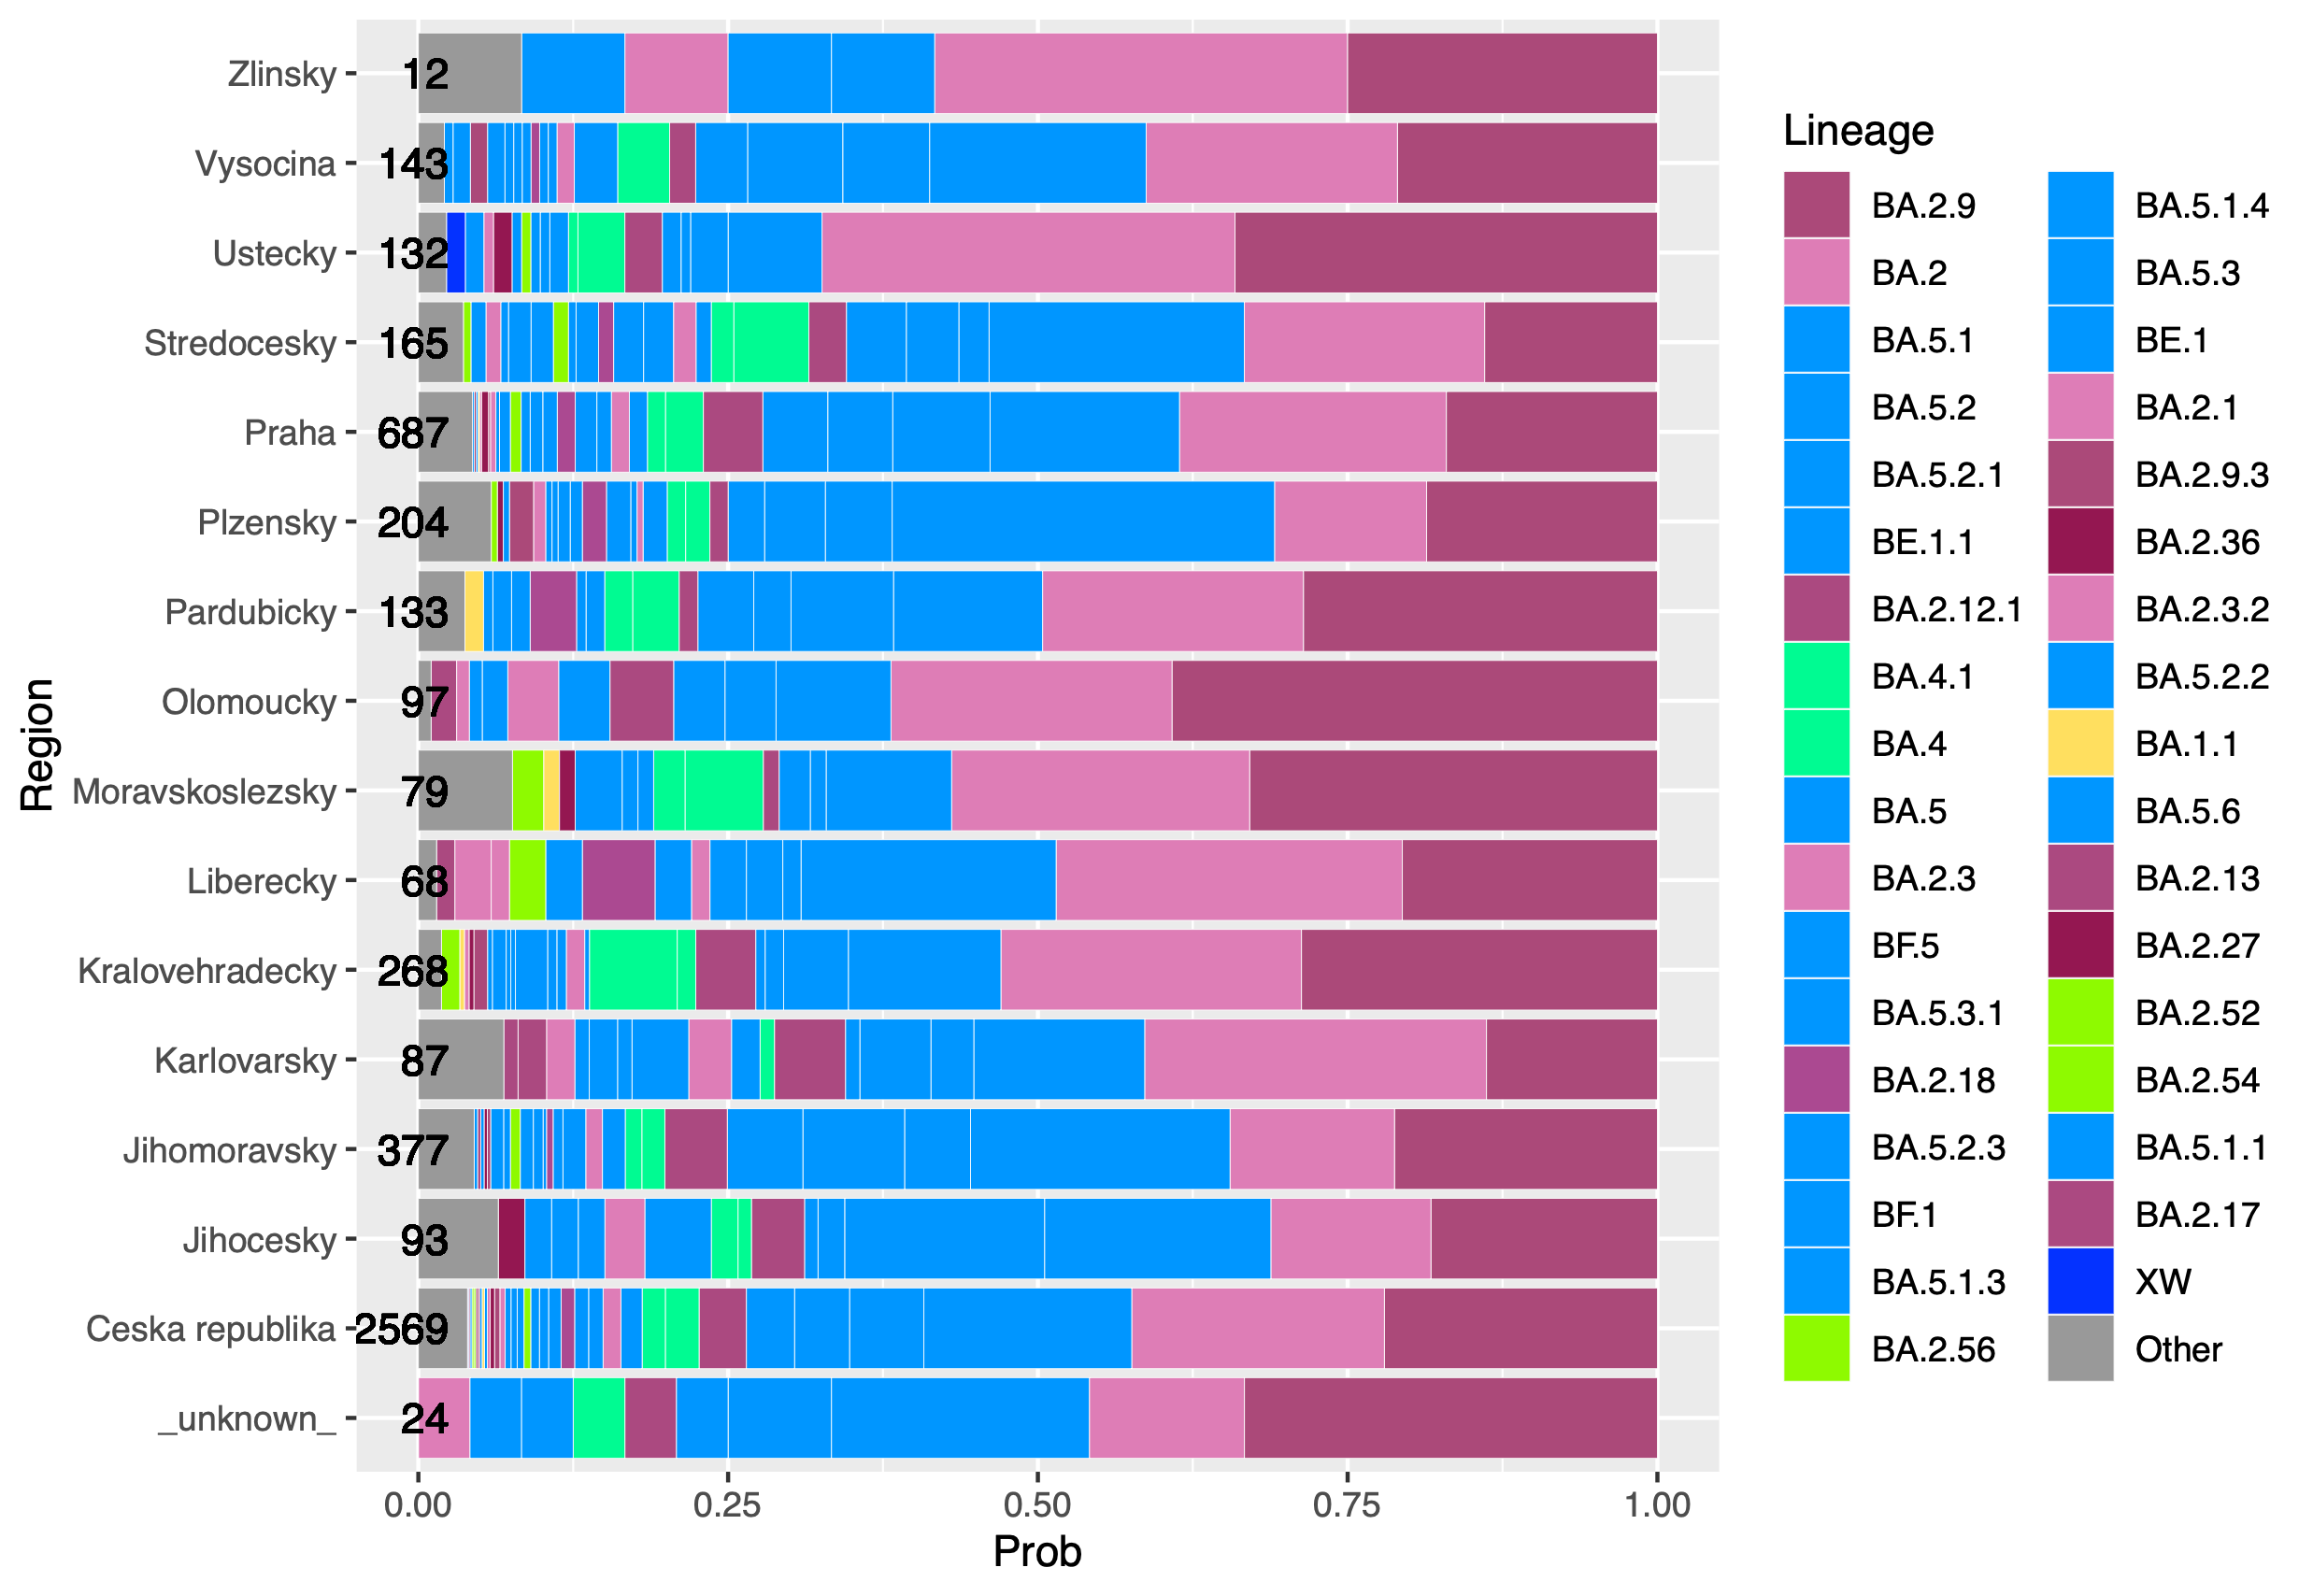 Zlinsky 12
Vysocina 143
Ustecky 132
Stredocesky 165
Praha 687
Plzensky 204
Pardubicky 133
Olomoucky 97
Moravskoslezsky 79
Liberecky 68
Kralovehradecky 268
Karlovarsky 87
Jihomoravsky 377
Jihocesky 93
Ceska republika 2569
_unknown_ 24
Region
0.00 0.25 0.50 0.75 1.00
Prob
Lineage
BA.2.9
BA.2
BA.5.1
BA.5.2
BA.5.2.1
BE.1.1
BA.2.12.1
BA.4.1
BA.4
BA.5
BA.2.3
BF.5
BA.5.3.1
BA.2.18
BA.5.2.3
BF.1
BA.5.1.3
BA.2.56
BA.5.1.4
BA.5.3
BE.1
BA.2.1
BA.2.9.3
BA.2.36
BA.2.3.2
BA.5.2.2
BA.1.1
BA.5.6
BA.2.13
BA.2.27
BA.2.52
BA.2.54
BA.5.1.1
BA.2.17
XW
Other